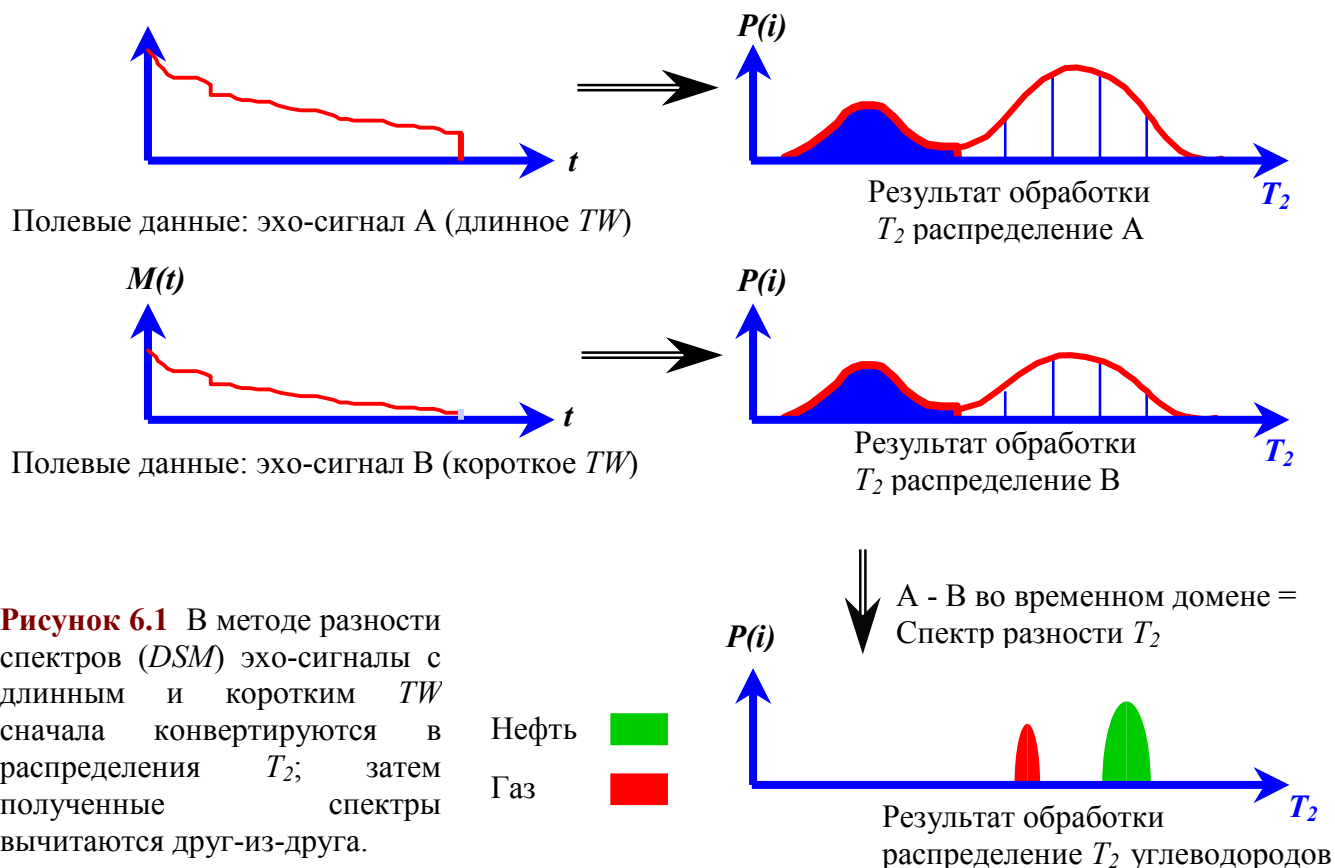 P(i)
t
T2
Полевые данные: эхо-сигнал A (длинное TW)
Результат обработки
T2 распределение A
M(t)
P(i)
t
T2
Полевые данные: эхо-сигнал B (короткое TW)
Результат обработки
T2 распределение B
A - B во временном домене =
Спектр разности T2
Рисунок 6.1 В методе разности
спектров (DSM) эхо-сигналы с
длинным и коротким TW
сначала конвертируются в
распределения T2; затем
полученные спектры
вычитаются друг-из-друга.
Нефть
Газ
P(i)
T2
Результат обработки
распределение T2 углеводородов